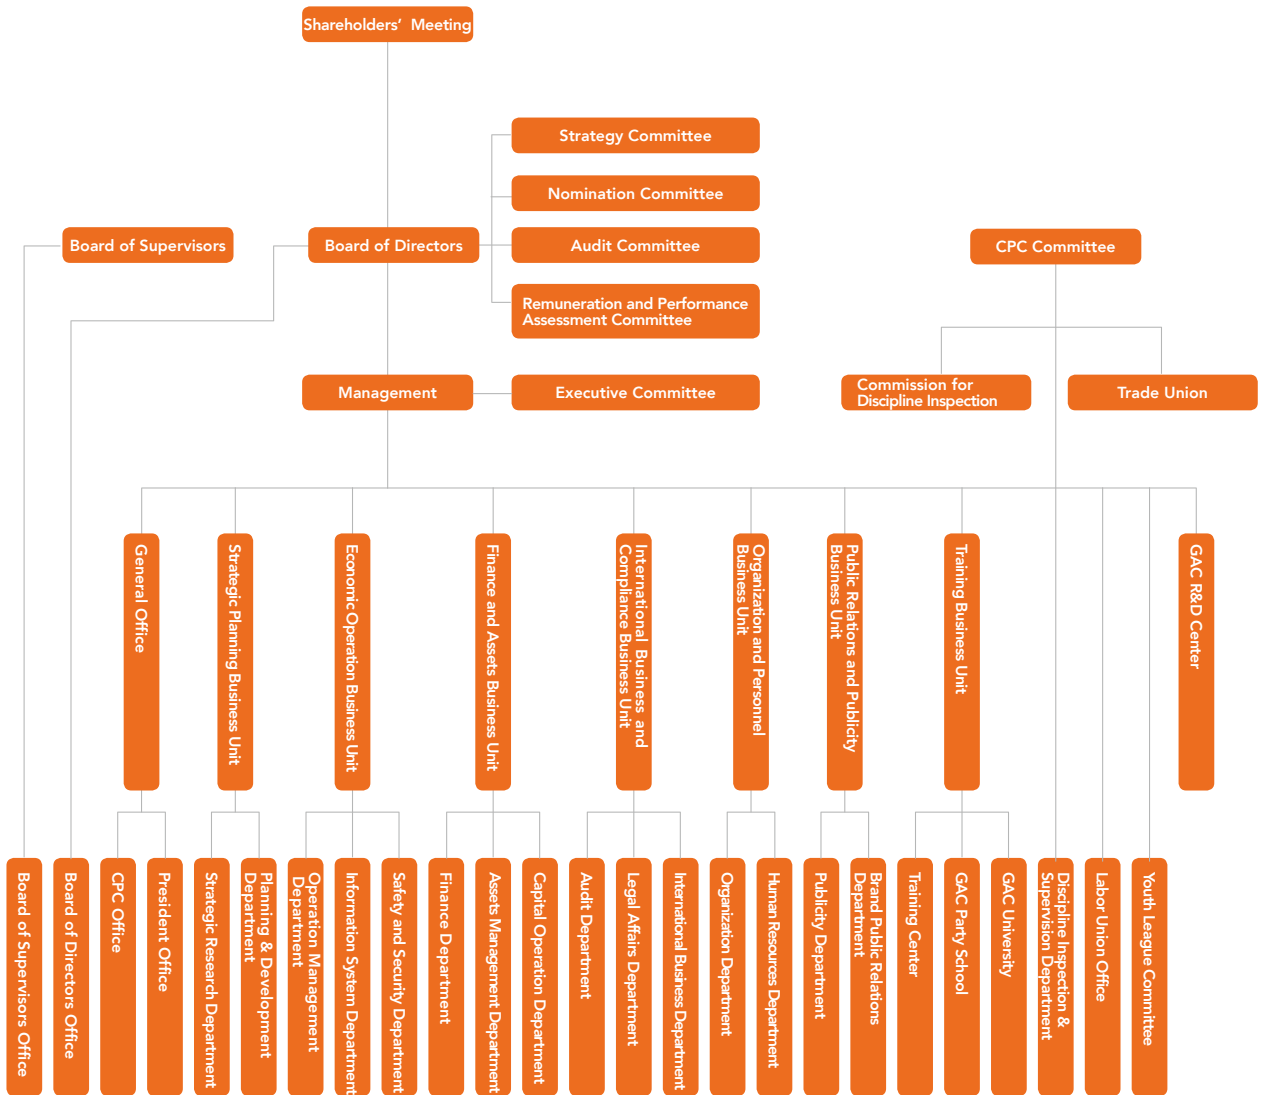 Shareholders’ Meeting
Strategy Committee
Nomination Committee
Board of Supervisors
Board of Directors
Audit Committee
CPC Committee
Remuneration and Performance
Assessment Committee
Management
Executive Committee
Commission for
Discipline Inspection
Trade Union
General Office
Strategic Planning Business Unit
Economic Operation Business Unit
Finance and Assets Business Unit
International Business and
Compliance Business Unit
Organization and Personnel
Business Unit
Public Relations and Publicity
Business Unit
Training Business Unit
GAC R&D Center
Board of Supervisors Office
Board of Directors Office
CPC Office
President Office
Strategic Research Department
Planning & Development
Department
Operation Management
Department
Information System Department
Safety and Security Department
Finance Department
Assets Management Department
Capital Operation Department
Audit Department
Legal Affairs Department
International Business Department
Organization Department
Human Resources Department
Publicity Department
Brand Public Relations
Department
Training Center
GAC Party School
GAC University
Discipline Inspection &
Supervision Department
Labor Union Office
Youth League Committee